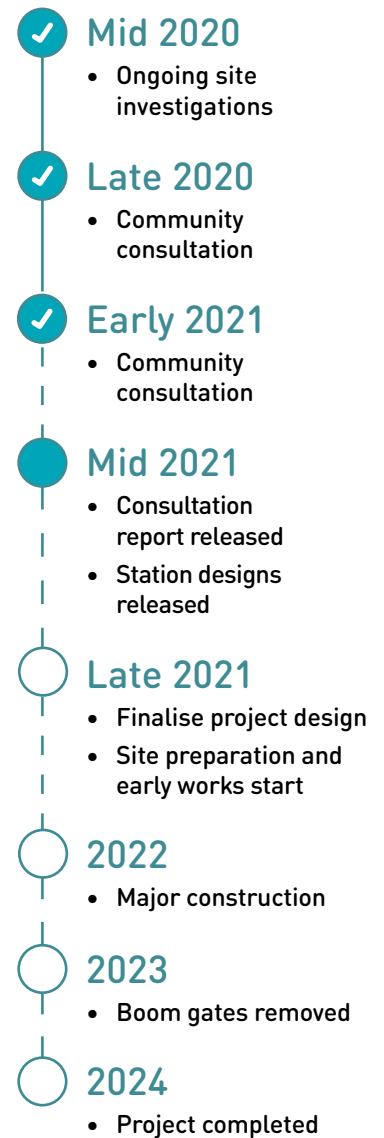 Mid 2020
• Ongoing site
investigations
Late 2020
• Community
consultation
Early 2021
• Community
consultation
Mid 2021
• Consultation
report released
• Station designs
released
Late 2021
• Finalise project design
• Site preparation and
early works start
2022
• Major construction
2023
• Boom gates removed
2024
• Project completed